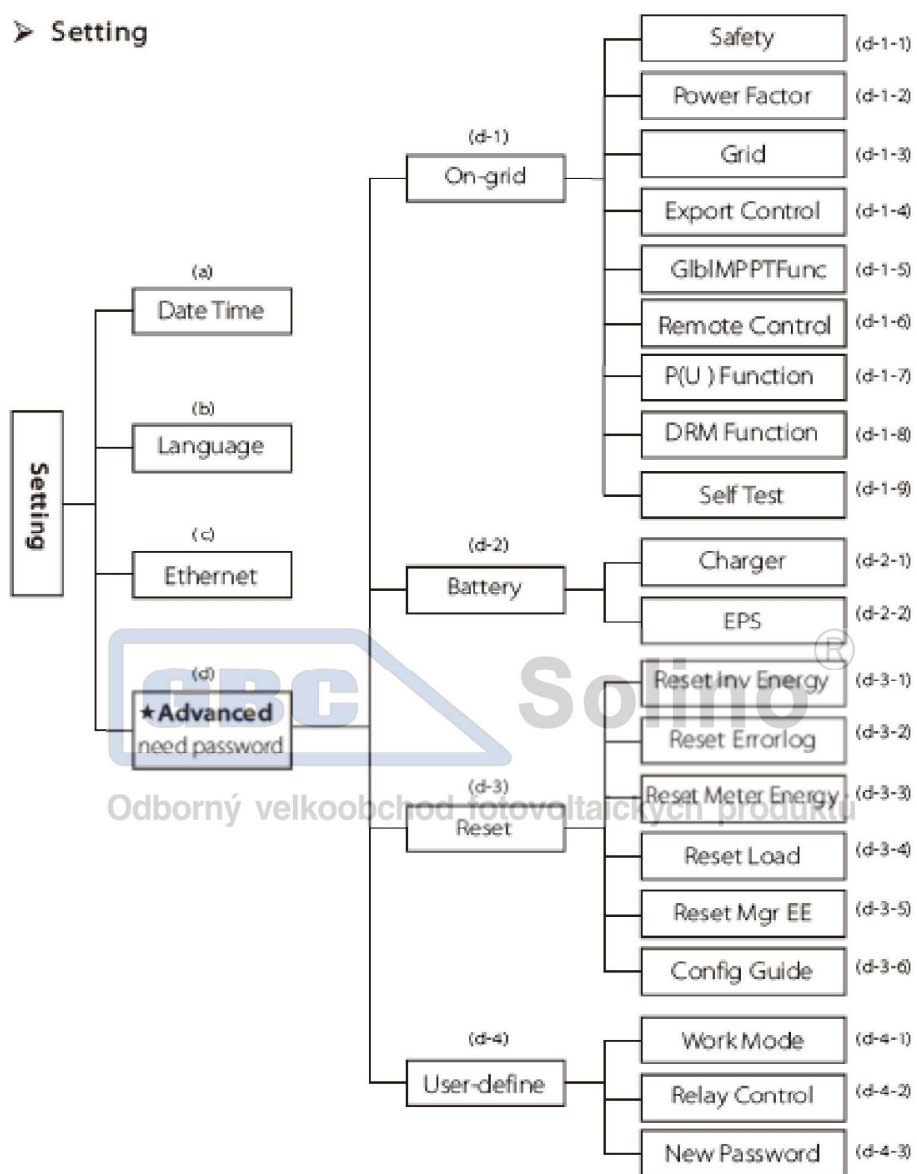 ➤ Setting
Setting
(a)
Date Time
(b)
Language
(c)
Ethernet
(d)
★Advanced
need password
(d-1)
On-grid
Safety (d-1-1)
Power Factor (d-1-2)
Grid (d-1-3)
Export Control (d-1-4)
GlblMPPTFunc (d-1-5)
Remote Control (d-1-6)
P(U ) Function (d-1-7)
DRM Function (d-1-8)
Self Test (d-1-9)
(d-2)
Battery
Charger (d-2-1)
EPS (d-2-2)
(d-3)
Reset
Reset Inv Energy (d-3-1)
Reset Errorlog (d-3-2)
Reset Meter Energy (d-3-3)
Reset Load (d-3-4)
Reset Mgr EE (d-3-5)
Config Guide (d-3-6)
(d-4)
User-define
Work Mode (d-4-1)
Relay Control (d-4-2)
New Password (d-4-3)
GBC Solino®
Odborný velkoobchod fotovoltaických produktů